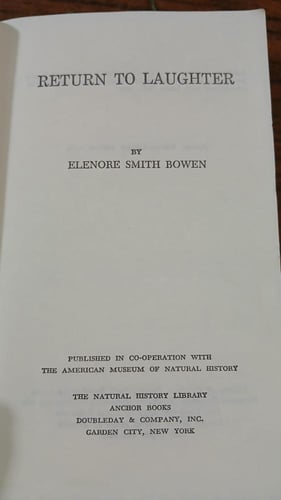 RETURN TO LAUGHTER
BY
ELENORE SMITH BOWEN
PUBLISHED IN CO-OPERATION WITH
THE AMERICAN MUSEUM OF NATURAL HISTORY
THE NATURAL HISTORY LIBRARY
ANCHOR BOOKS
DOUBLEDAY & COMPANY, INC.
GARDEN CITY, NEW YORK